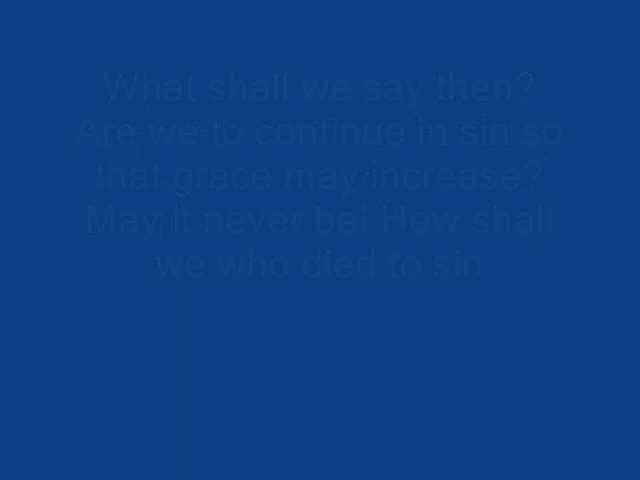 What shall we say then?
Are we to continue in sin so
that grace may increase?
May it never be! How shall
we who died to sin